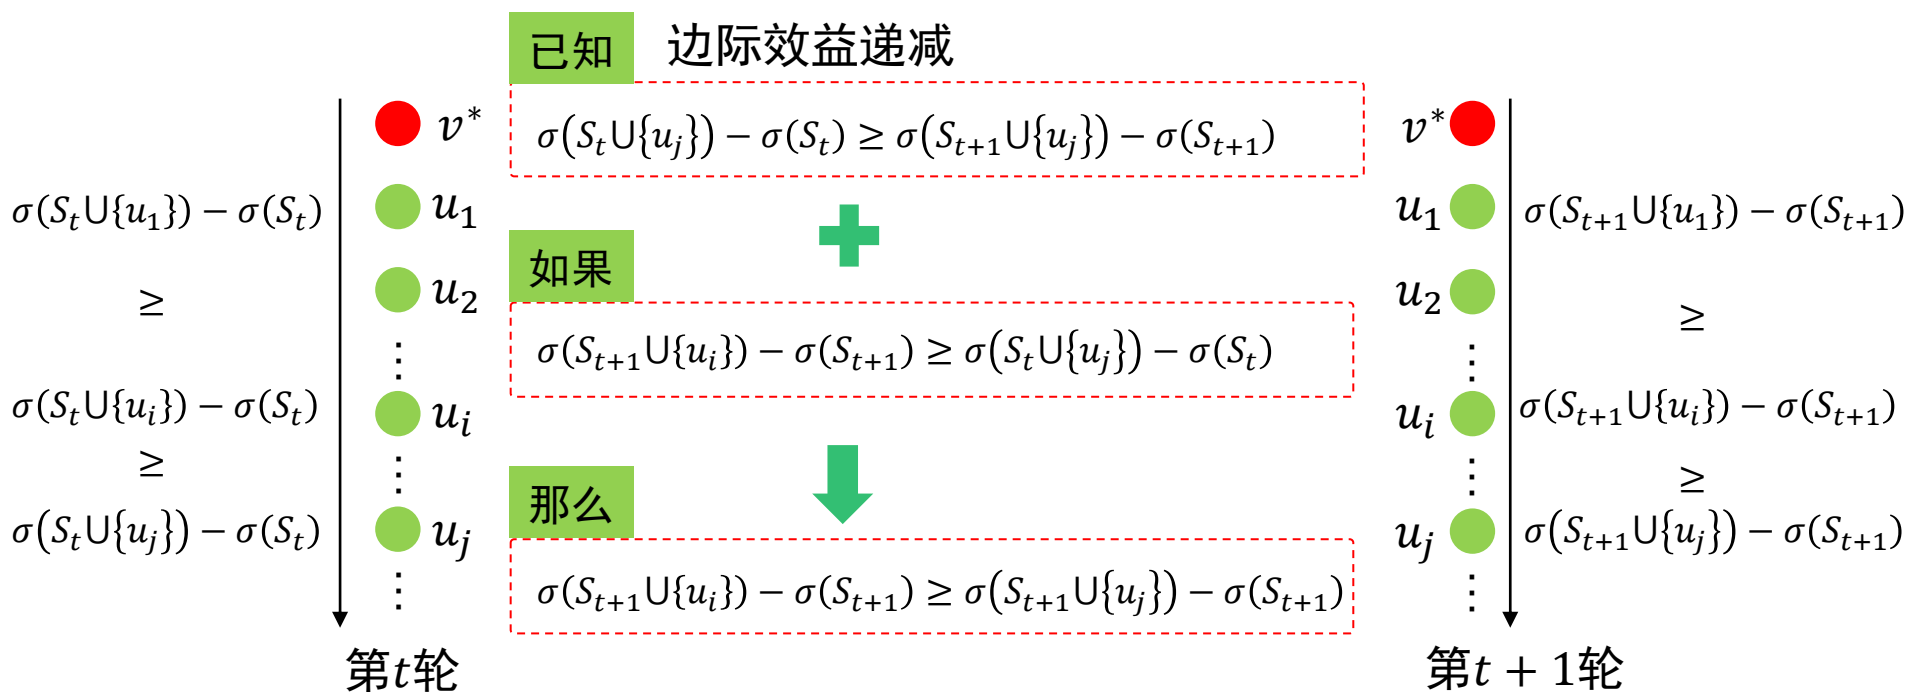 已知 边际效益递减
σ(S_t∪{u_j}) − σ(S_t) ≥ σ(S_{t+1}∪{u_j}) − σ(S_{t+1})
如果
σ(S_{t+1}∪{u_i}) − σ(S_{t+1}) ≥ σ(S_t∪{u_j}) − σ(S_t)
那么
σ(S_{t+1}∪{u_i}) − σ(S_{t+1}) ≥ σ(S_{t+1}∪{u_j}) − σ(S_{t+1})
v*
σ(S_t∪{u_1}) − σ(S_t) u_1
≥ u_2
⋮
σ(S_t∪{u_i}) − σ(S_t) u_i
≥ ⋮
σ(S_t∪{u_j}) − σ(S_t) u_j
⋮
第t轮
v*
u_1 σ(S_{t+1}∪{u_1}) − σ(S_{t+1})
u_2 ≥
⋮
u_i σ(S_{t+1}∪{u_i}) − σ(S_{t+1})
⋮ ≥
u_j σ(S_{t+1}∪{u_j}) − σ(S_{t+1})
⋮
第t + 1轮